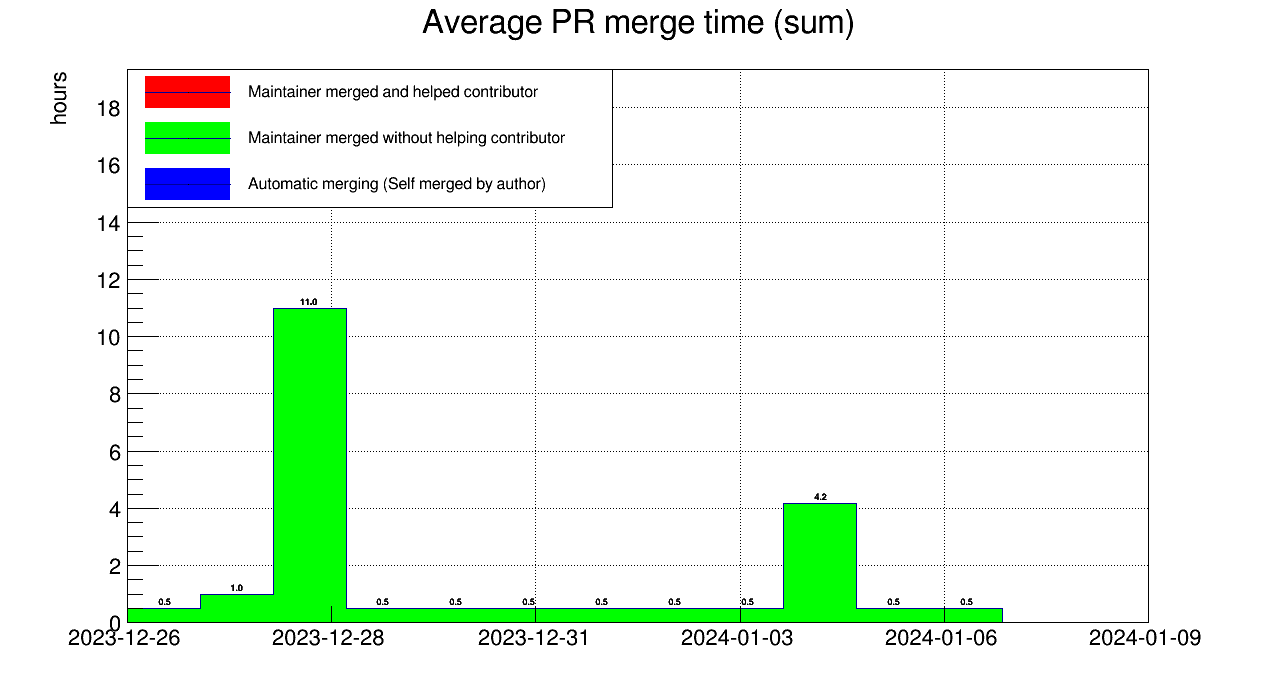 Average PR merge time (sum)
hours
Maintainer merged and helped contributor
Maintainer merged without helping contributor
Automatic merging (Self merged by author)
18
16
14
12
10
8
6
4
2
0
11.0
4.2
1.0
0.5 0.5 0.5 0.5 0.5 0.5 0.5 0.5 0.5
2023-12-26 2023-12-28 2023-12-31 2024-01-03 2024-01-06 2024-01-09